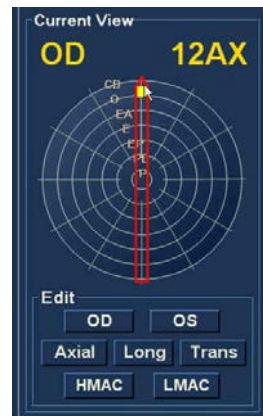 Current View
OD 12AX
CB
O
EA
E
EP
PE
P
Edit
OD OS
Axial Long Trans
HMAC LMAC